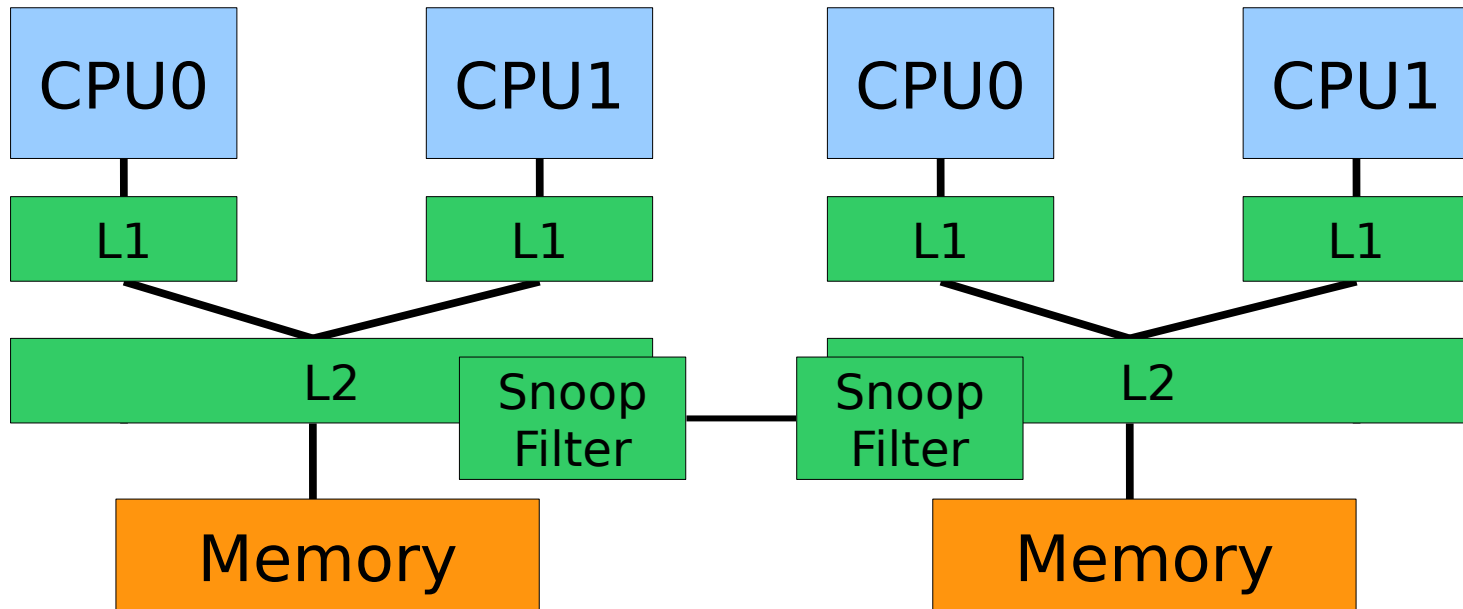 CPU0
CPU1
CPU0
CPU1
L1
L1
L1
L1
L2
Snoop
Filter
Snoop
Filter
L2
Memory
Memory